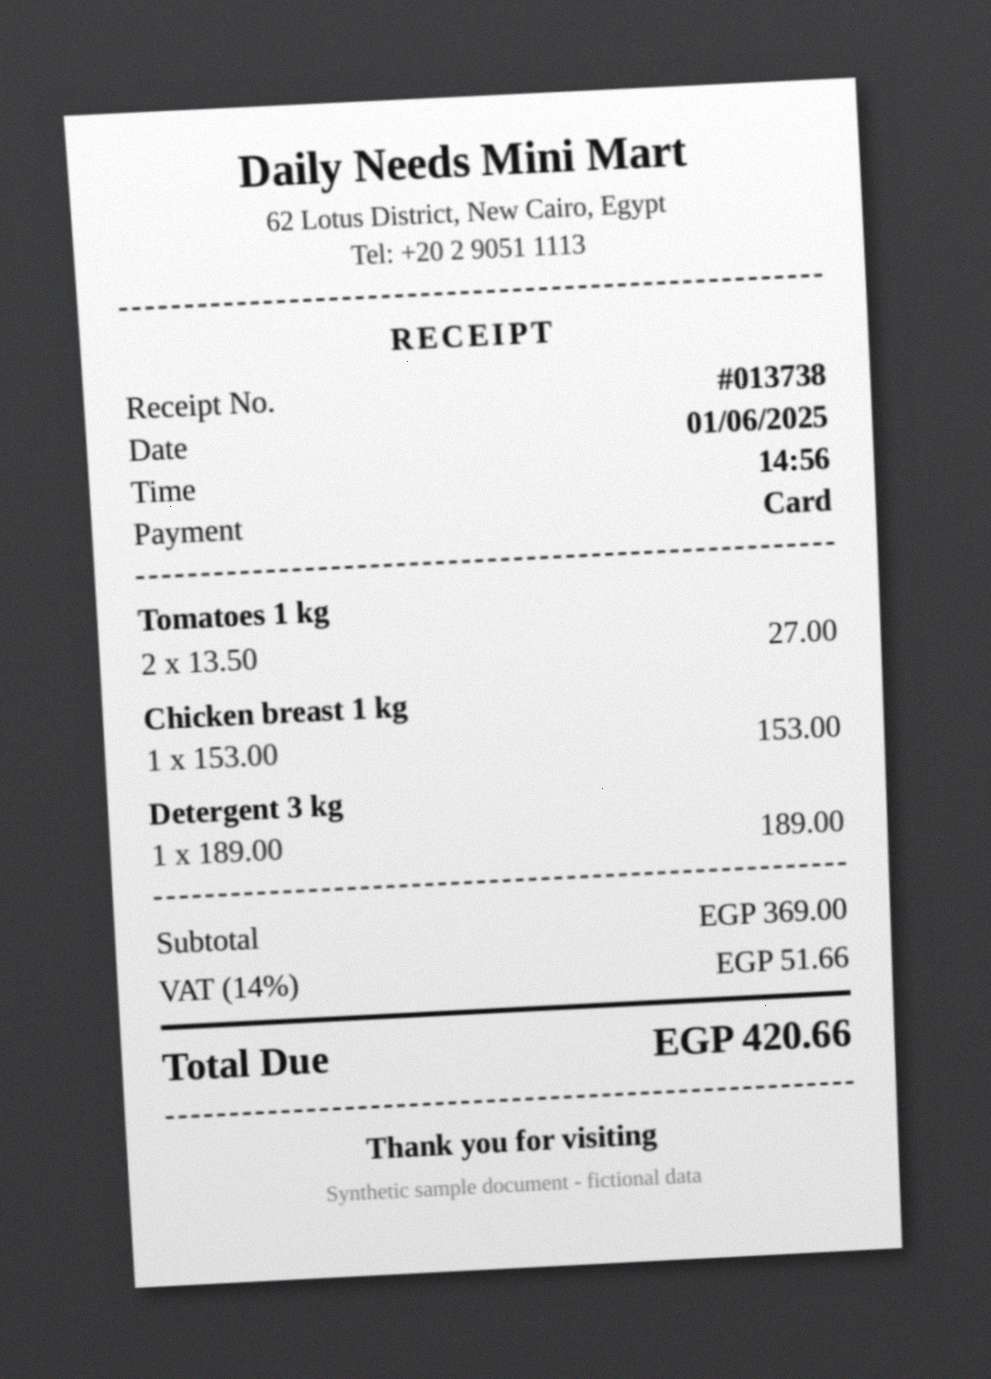 Daily Needs Mini Mart
62 Lotus District, New Cairo, Egypt
Tel: +20 2 9051 1113
RECEIPT
Receipt No. #013738
Date 01/06/2025
Time 14:56
Payment Card
Tomatoes 1 kg
2 x 13.50 27.00
Chicken breast 1 kg
1 x 153.00 153.00
Detergent 3 kg
1 x 189.00 189.00
Subtotal EGP 369.00
VAT (14%) EGP 51.66
Total Due EGP 420.66
Thank you for visiting
Synthetic sample document - fictional data